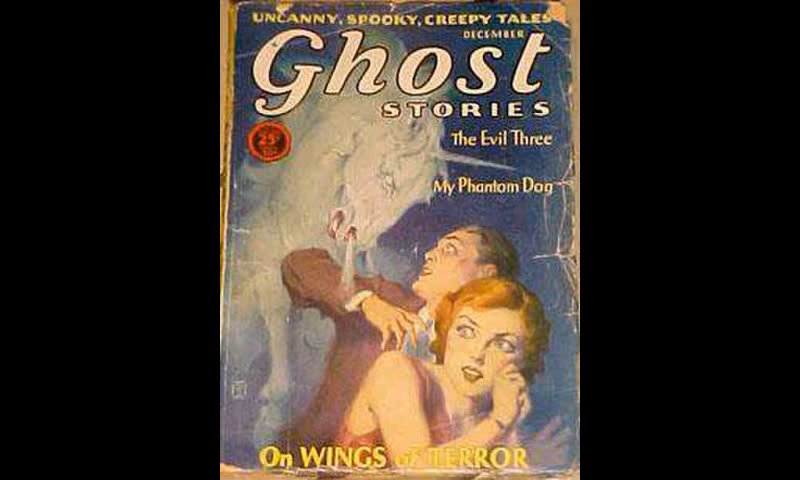 UNCANNY, SPOOKY, CREEPY TALES
DECEMBER
Ghost
STORIES
25¢
The Evil Three
My Phantom Dog
On WINGS of TERROR